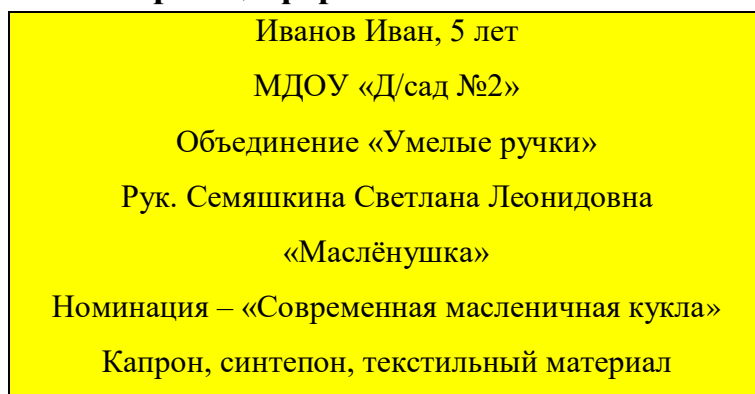 Иванов Иван, 5 лет
МДОУ «Д/сад №2»
Объединение «Умелые ручки»
Рук. Семяшкина Светлана Леонидовна
«Маслёнушка»
Номинация – «Современная масленичная кукла»
Капрон, синтепон, текстильный материал